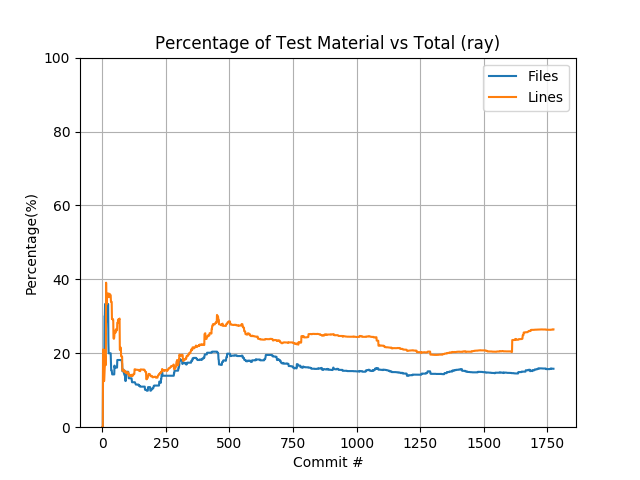 Percentage of Test Material vs Total (ray)
100
80
60
40
20
0
Percentage(%)
Files
Lines
0 250 500 750 1000 1250 1500 1750
Commit #